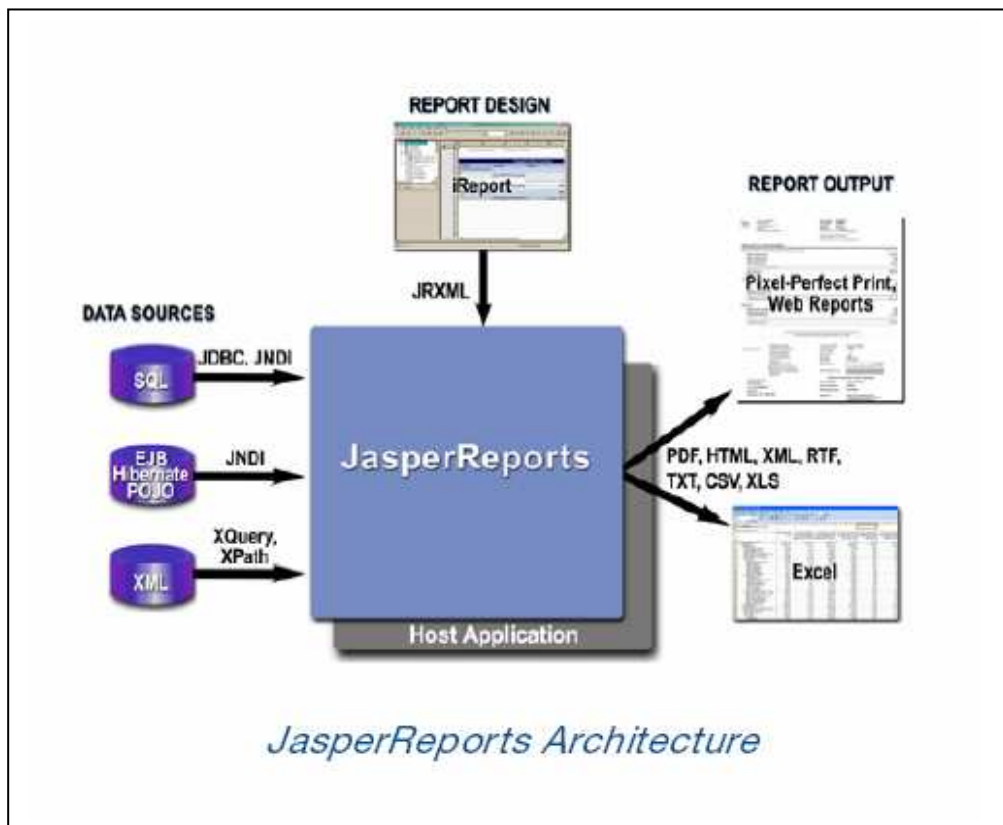 REPORT DESIGN
iReport
JRXML
REPORT OUTPUT
Pixel-Perfect Print,
Web Reports
DATA SOURCES
SQL
JDBC, JNDI
EJB
Hibernate
POJO
JNDI
XML
XQuery,
XPath
JasperReports
Host Application
PDF, HTML, XML, RTF,
TXT, CSV, XLS
Excel
JasperReports Architecture